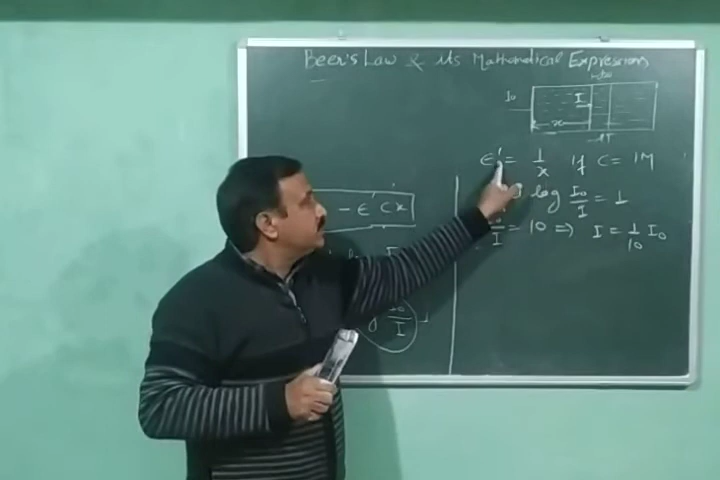 Beer's Law & its Mathematical Expressions
I₀
I
x
ε' = 1/x if C = 1M
- ε' C x
log I₀/I = 1
I = 10 ⇒ I = 1/10 I₀
I₀/I